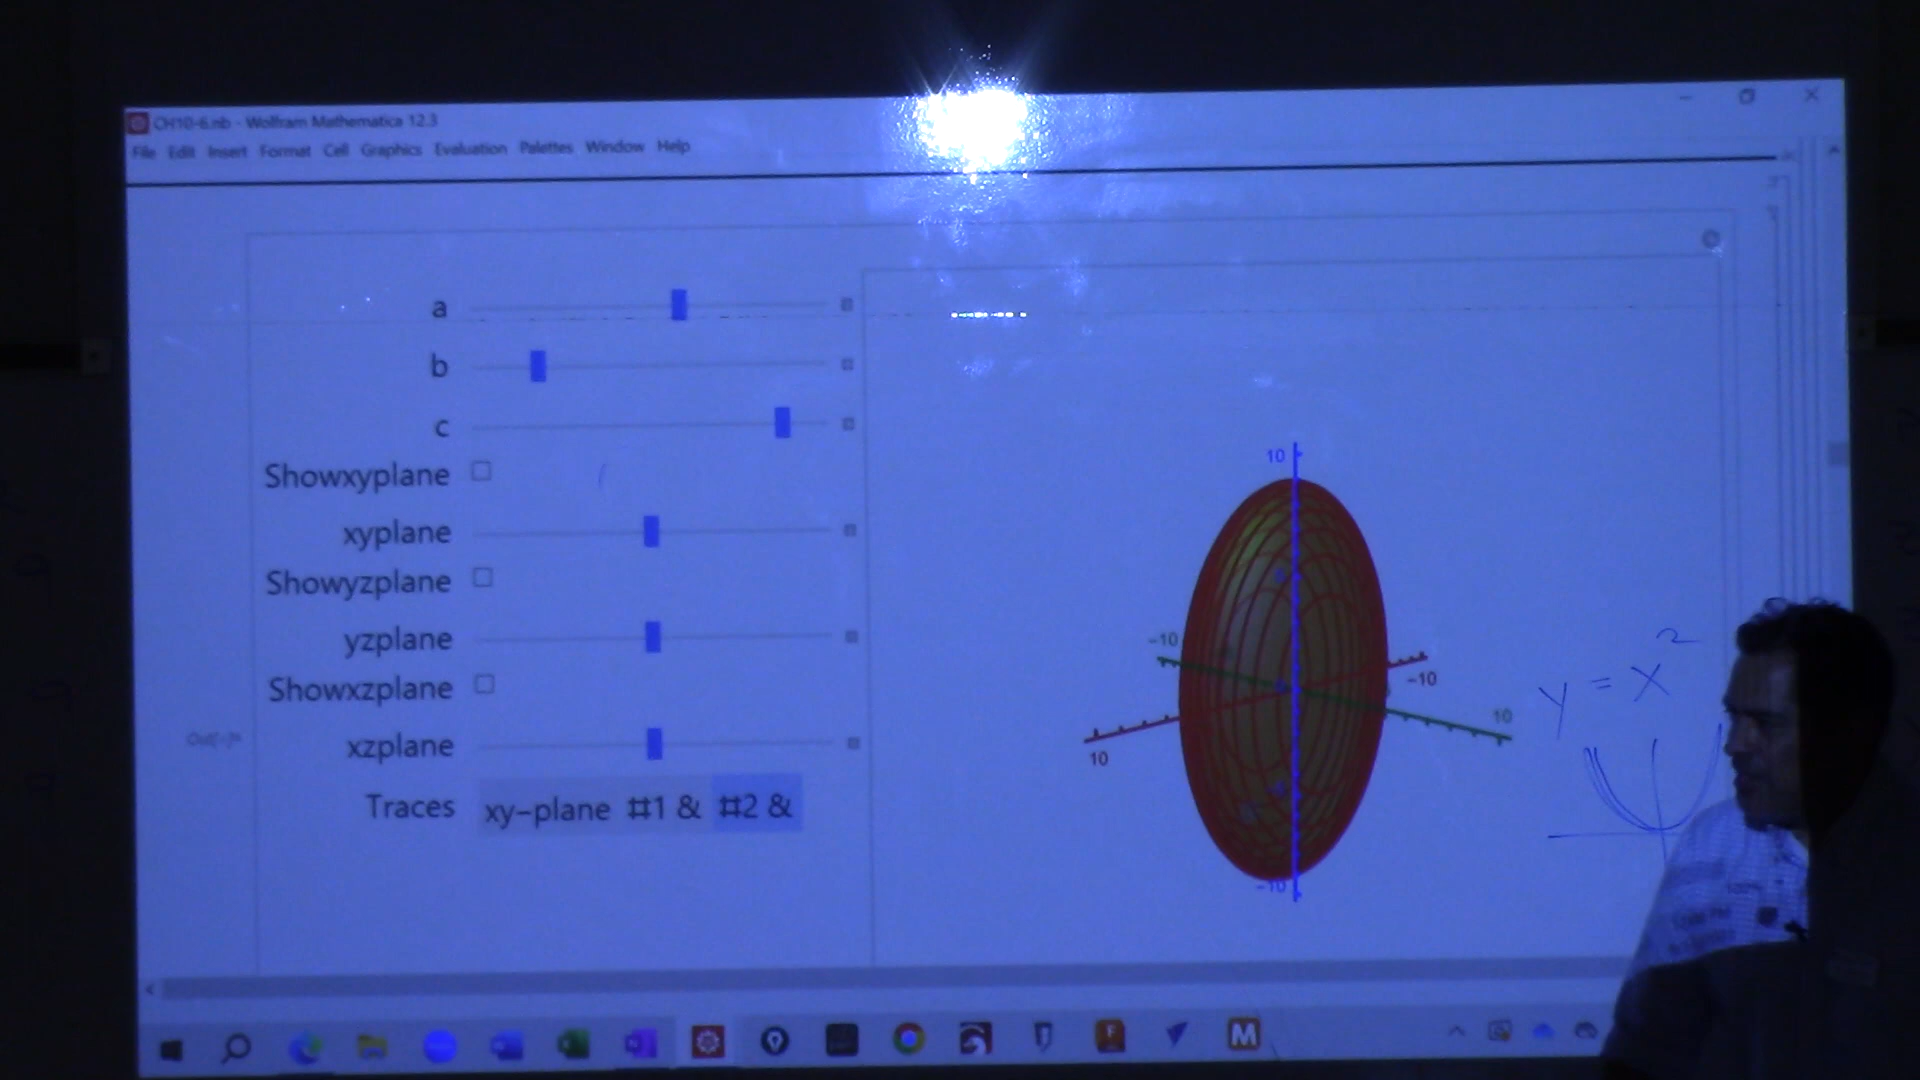 CH10-6.nb - Wolfram Mathematica 12.3
File Edit Insert Format Cell Graphics Evaluation Palettes Window Help
a
b
c
Showxyplane
xyplane
Showyzplane
yzplane
Showxzplane
xzplane
Traces xy-plane #1 & #2 &
10
-10
-10
10
10
-10
y = x²
F
M